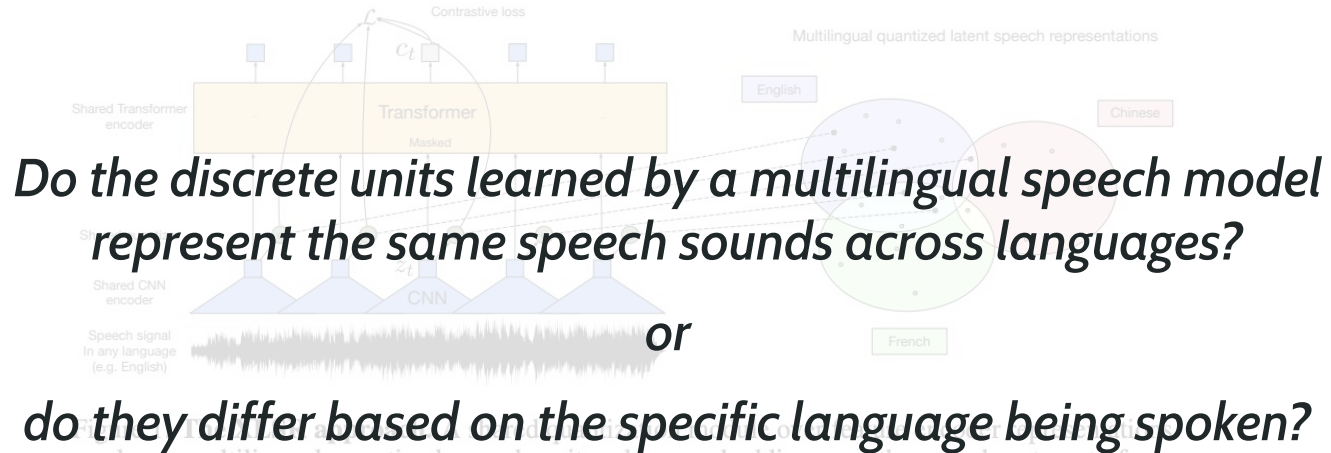 Contrastive loss
ℒ
Multilingual quantized latent speech representations
c_t
English
Chinese
Shared Transformer
encoder
Transformer
Masked
Do the discrete units learned by a multilingual speech model
represent the same speech sounds across languages?
z_t
Shared CNN
encoder
CNN
Speech signal
In any language
(e.g. English)
or
French
do they differ based on the specific language being spoken?